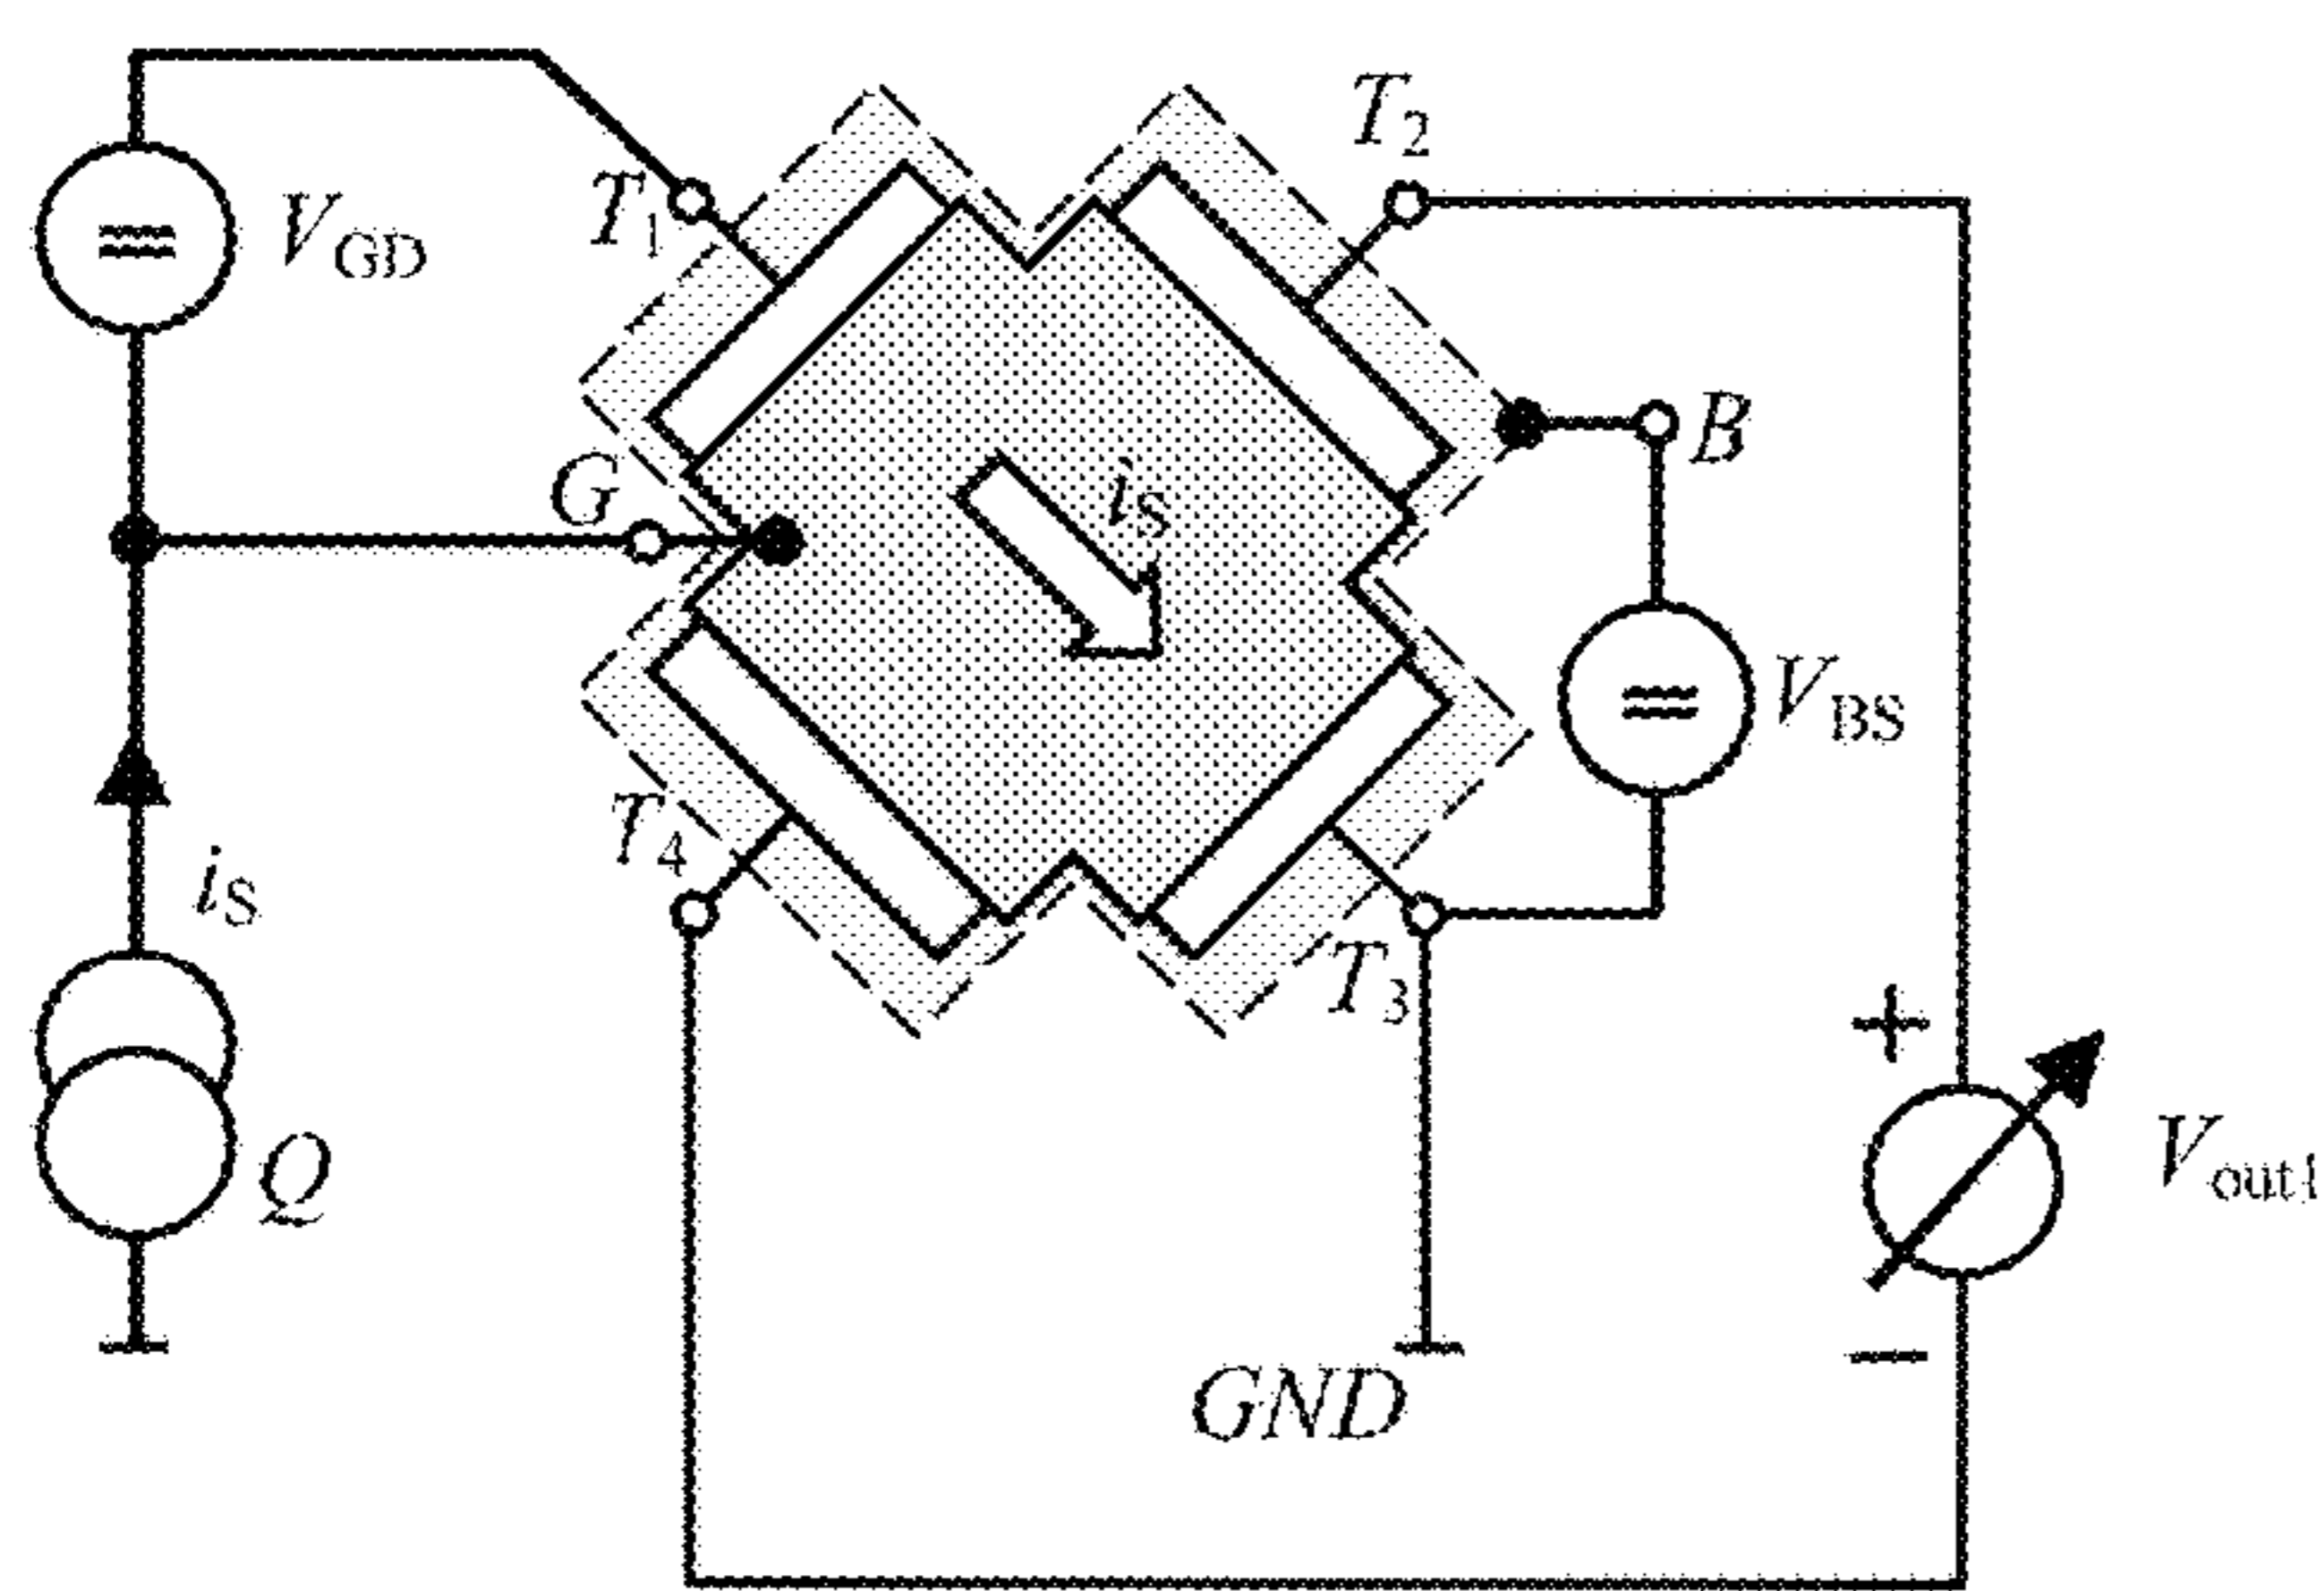 T2
T1
VGD
B
G
iS
VBS
T4
iS
T3
+
Q
Vout1
GND
−